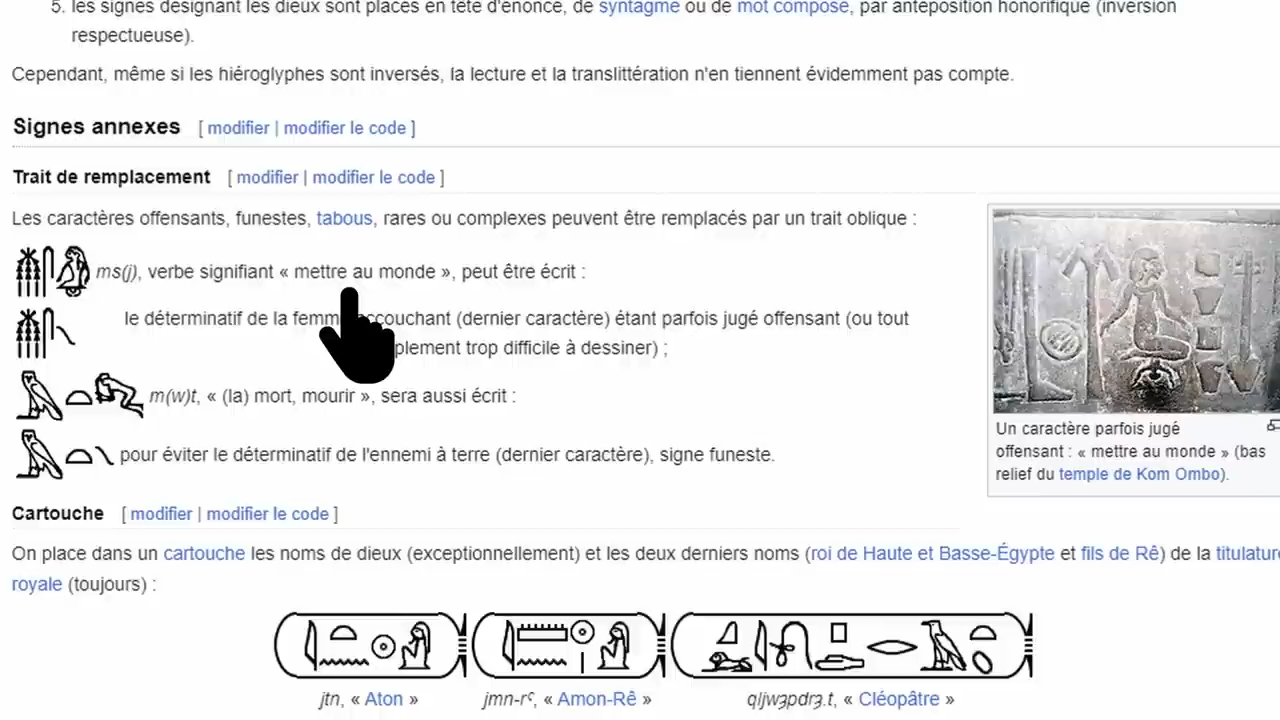 5. les signes désignant les dieux sont placés en tête d'énoncé, de syntagme ou de mot composé, par antéposition honorifique (inversion
respectueuse).
Cependant, même si les hiéroglyphes sont inversés, la lecture et la translittération n'en tiennent évidemment pas compte.
Signes annexes [ modifier | modifier le code ]
Trait de remplacement [ modifier | modifier le code ]
Les caractères offensants, funestes, tabous, rares ou complexes peuvent être remplacés par un trait oblique :
ms(j), verbe signifiant « mettre au monde », peut être écrit :
le déterminatif de la femme accouchant (dernier caractère) étant parfois jugé offensant (ou tout
plement trop difficile à dessiner) ;
m(w)t, « (la) mort, mourir », sera aussi écrit :
pour éviter le déterminatif de l'ennemi à terre (dernier caractère), signe funeste.
Un caractère parfois jugé
offensant : « mettre au monde » (bas
relief du temple de Kom Ombo).
Cartouche [ modifier | modifier le code ]
On place dans un cartouche les noms de dieux (exceptionnellement) et les deux derniers noms (roi de Haute et Basse-Égypte et fils de Rê) de la titulature
royale (toujours) :
jtn, « Aton »
jmn-rꜥ, « Amon-Rê »
qljwꜣpdrꜣ.t, « Cléopâtre »